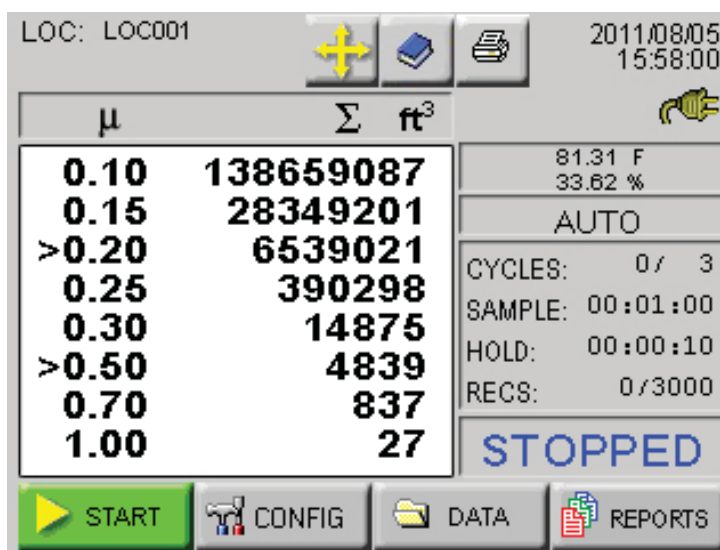 LOC: LOC001
2011/08/05
15:58:00
μ Σ ft³
0.10 138659087
0.15 28349201
>0.20 6539021
0.25 390298
0.30 14875
>0.50 4839
0.70 837
1.00 27
81.31 F
33.62 %
AUTO
CYCLES: 0/ 3
SAMPLE: 00:01:00
HOLD: 00:00:10
RECS: 0/3000
STOPPED
START CONFIG DATA REPORTS